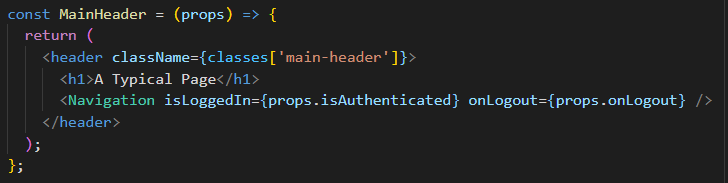 const MainHeader = (props) => {
  return (
    <header className={classes['main-header']}>
      <h1>A Typical Page</h1>
      <Navigation isLoggedIn={props.isAuthenticated} onLogout={props.onLogout} />
    </header>
  );
};